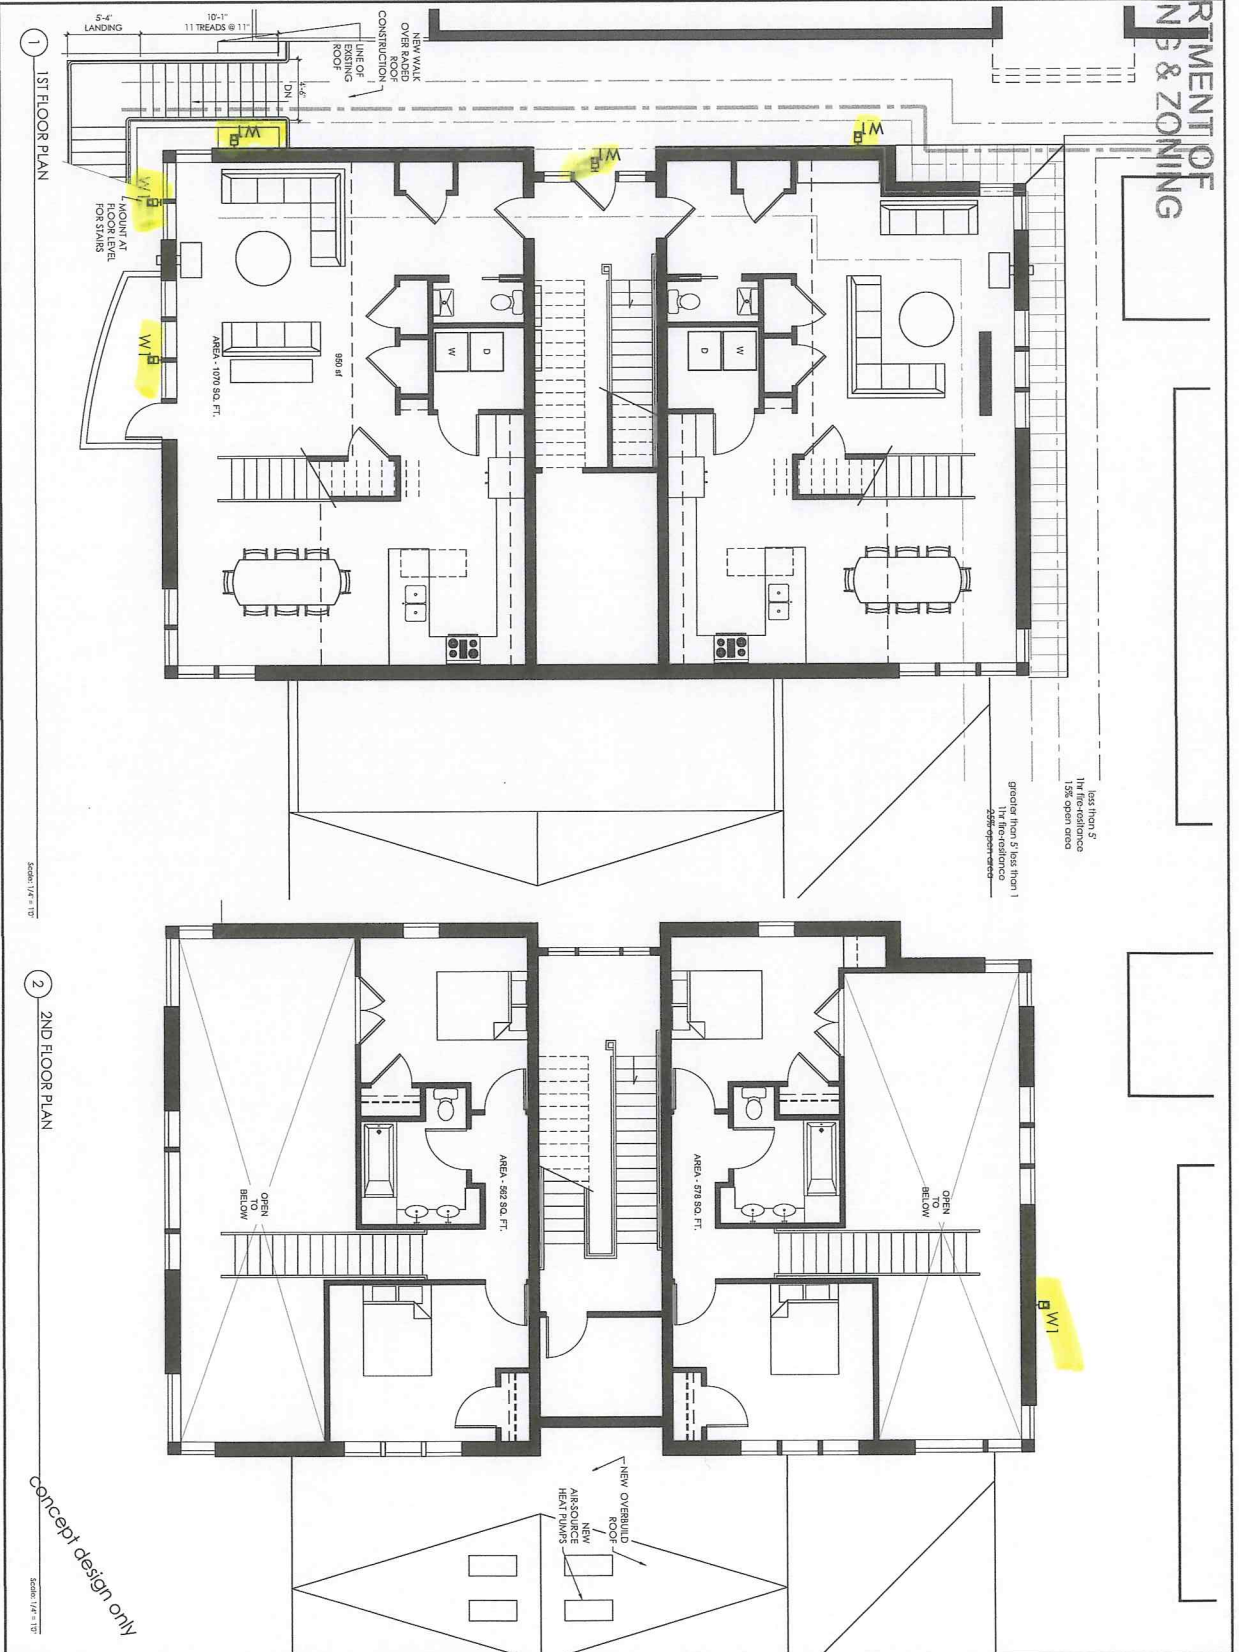 RTMENT OF
NG & ZONING
5'-4"
LANDING
10'-1"
11 TREADS @ 11"
4'-6"
DN
LINE OF
EXISTING
ROOF
NEW WALK
OVER RADED
ROOF
CONSTRUCTION
W1
W1
W1
W1
W1
MOUNT AT
FLOOR LEVEL
FOR STAIRS
AREA - 1070 SQ. FT.
950 sf
W
D
D
W
less than 5'
1hr fire-resitance
15% open area
greater than 5' less than 1
1hr fire-resitance
25% open area
1
1ST FLOOR PLAN
Scale: 1/4" = 1'0"
OPEN
TO
BELOW
AREA - 562 SQ. FT.
AREA - 578 SQ. FT.
OPEN
TO
BELOW
W1
NEW OVERBUILD
ROOF
NEW
AIR-SOURCE
HEAT PUMPS
2
2ND FLOOR PLAN
Scale: 1/4" = 1'0"
concept design only